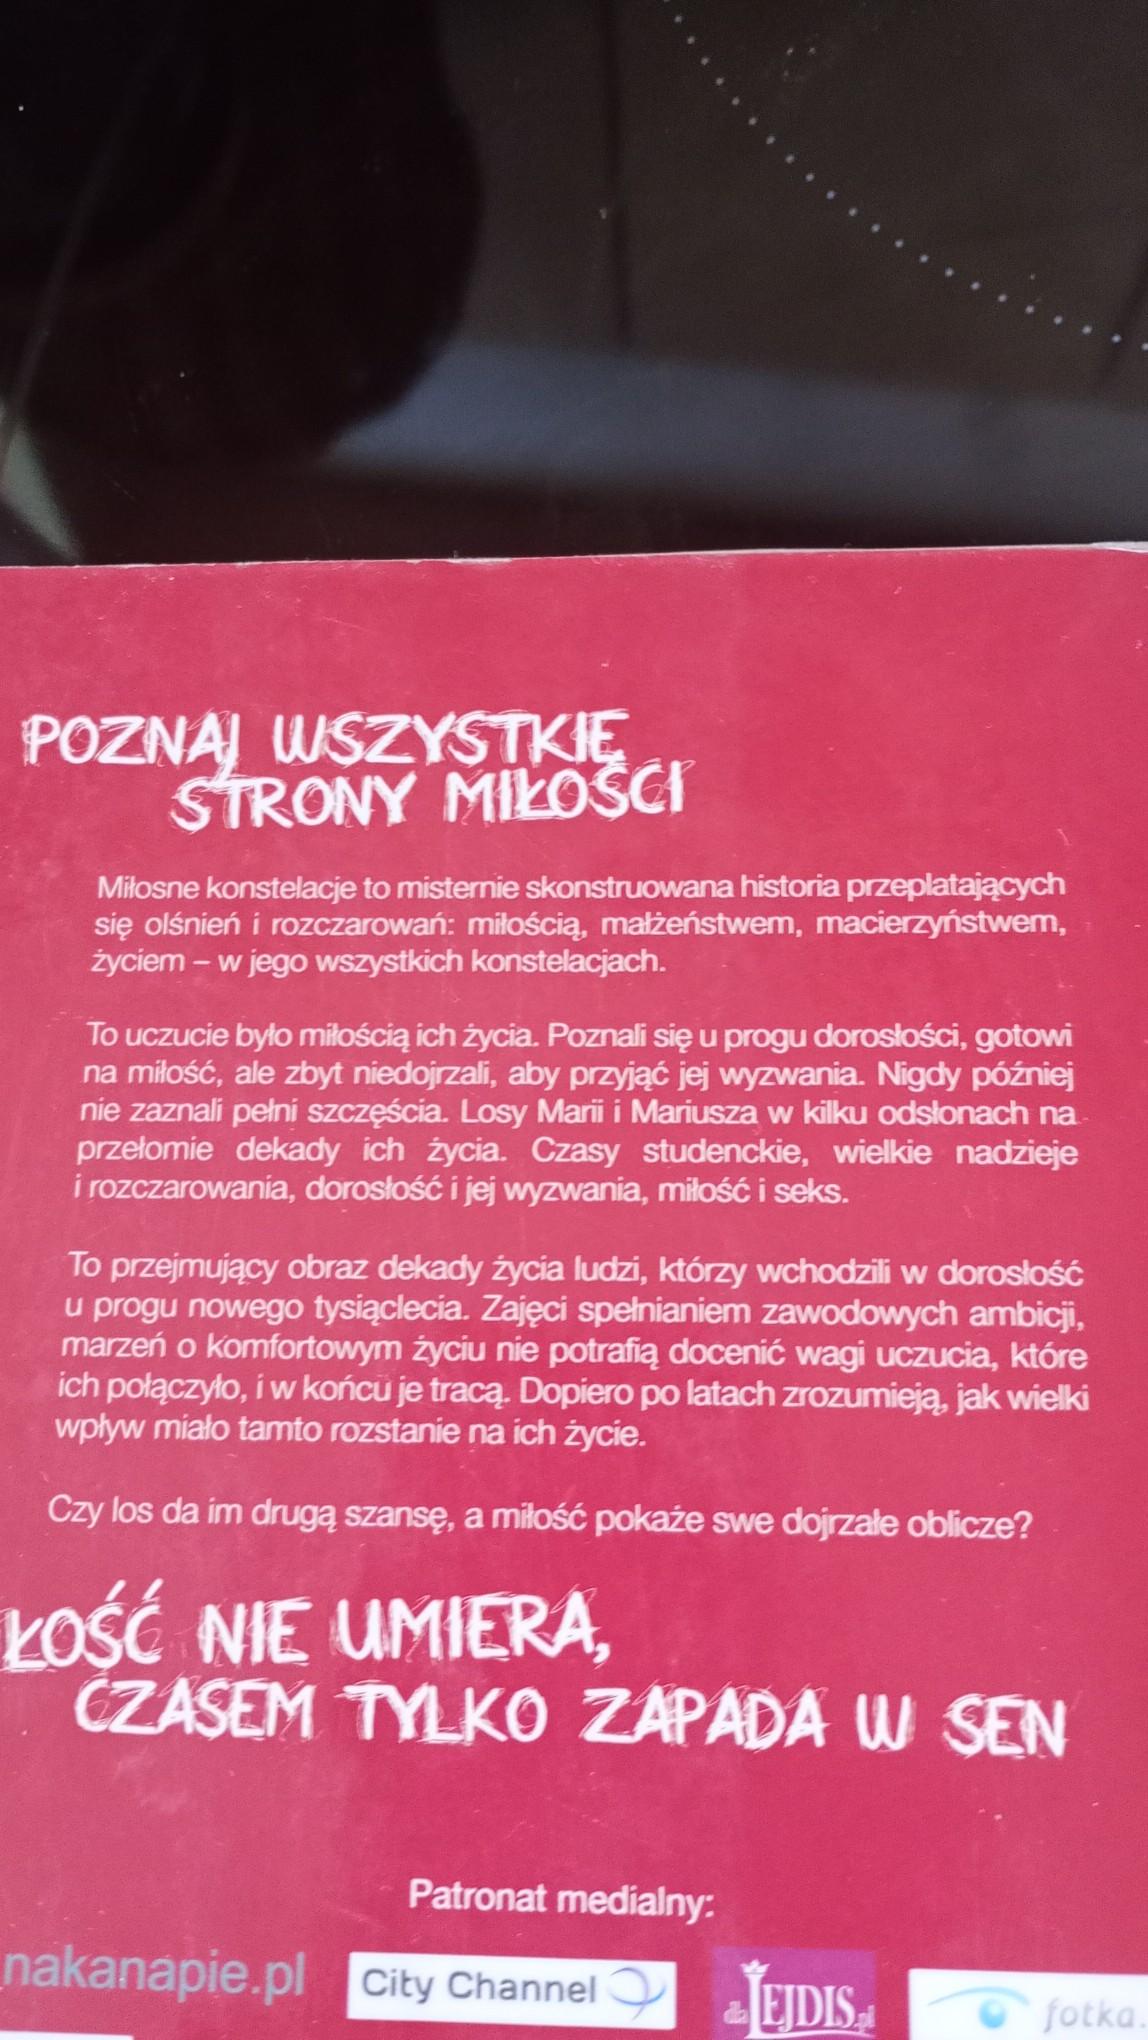 POZNAJ WSZYSTKIE
STRONY MIŁOŚCI
Miłosne konstelacje to misternie skonstruowana historia przeplatających
się olśnień i rozczarowań: miłością, małżeństwem, macierzyństwem,
życiem – w jego wszystkich konstelacjach.
To uczucie było miłością ich życia. Poznali się u progu dorosłości, gotowi
na miłość, ale zbyt niedojrzali, aby przyjąć jej wyzwania. Nigdy później
nie zaznali pełni szczęścia. Losy Marii i Mariusza w kilku odsłonach na
przełomie dekady ich życia. Czasy studenckie, wielkie nadzieje
i rozczarowania, dorosłość i jej wyzwania, miłość i seks.
To przejmujący obraz dekady życia ludzi, którzy wchodzili w dorosłość
u progu nowego tysiąclecia. Zajęci spełnianiem zawodowych ambicji,
marzeń o komfortowym życiu nie potrafią docenić wagi uczucia, które
ich połączyło, i w końcu je tracą. Dopiero po latach zrozumieją, jak wielki
wpływ miało tamto rozstanie na ich życie.
Czy los da im drugą szansę, a miłość pokaże swe dojrzałe oblicze?
ŁOŚĆ NIE UMIERA,
CZASEM TYLKO ZAPADA W SEN
Patronat medialny:
nakanapie.pl City Channel dla LEJDIS.pl fotka.